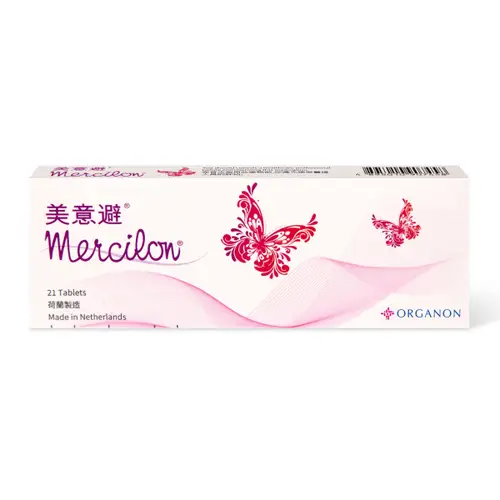 美意避®
Mercilon®
21 Tablets
荷蘭製造
Made in Netherlands
ORGANON